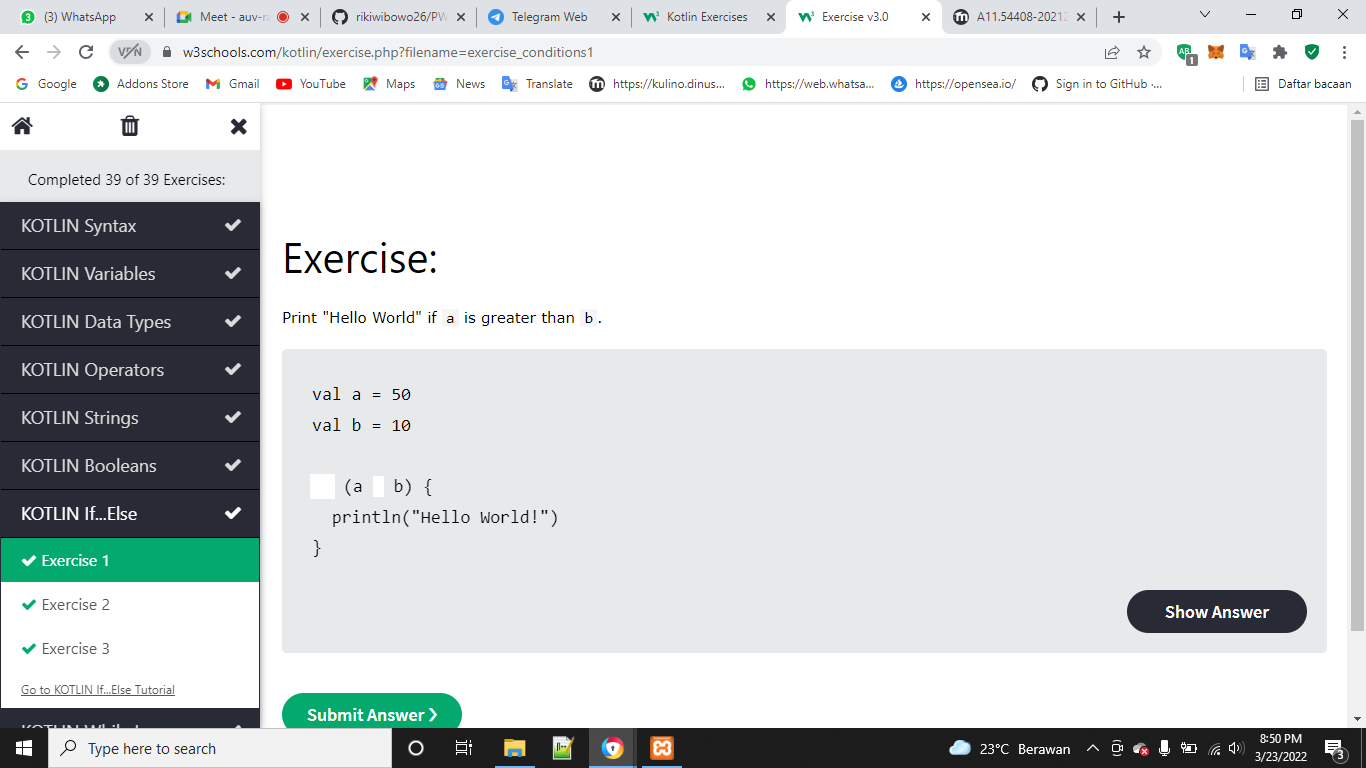 (3) WhatsApp
Meet - auv-r
rikiwibowo26/PW
Telegram Web
Kotlin Exercises
Exercise v3.0
A11.54408-2021
VPN
w3schools.com/kotlin/exercise.php?filename=exercise_conditions1
1
Google
Addons Store
Gmail
YouTube
Maps
News
Translate
https://kulino.dinus...
https://web.whatsa...
https://opensea.io/
Sign in to GitHub ·...
Daftar bacaan
Completed 39 of 39 Exercises:
KOTLIN Syntax
KOTLIN Variables
KOTLIN Data Types
KOTLIN Operators
KOTLIN Strings
KOTLIN Booleans
KOTLIN If...Else
Exercise 1
Exercise 2
Exercise 3
Go to KOTLIN If...Else Tutorial
Exercise:
Print "Hello World" if a is greater than b.
val a = 50
val b = 10
(a b) {
println("Hello World!")
}
Show Answer
Submit Answer ❯
Type here to search
23°C Berawan
8:50 PM
3/23/2022
3